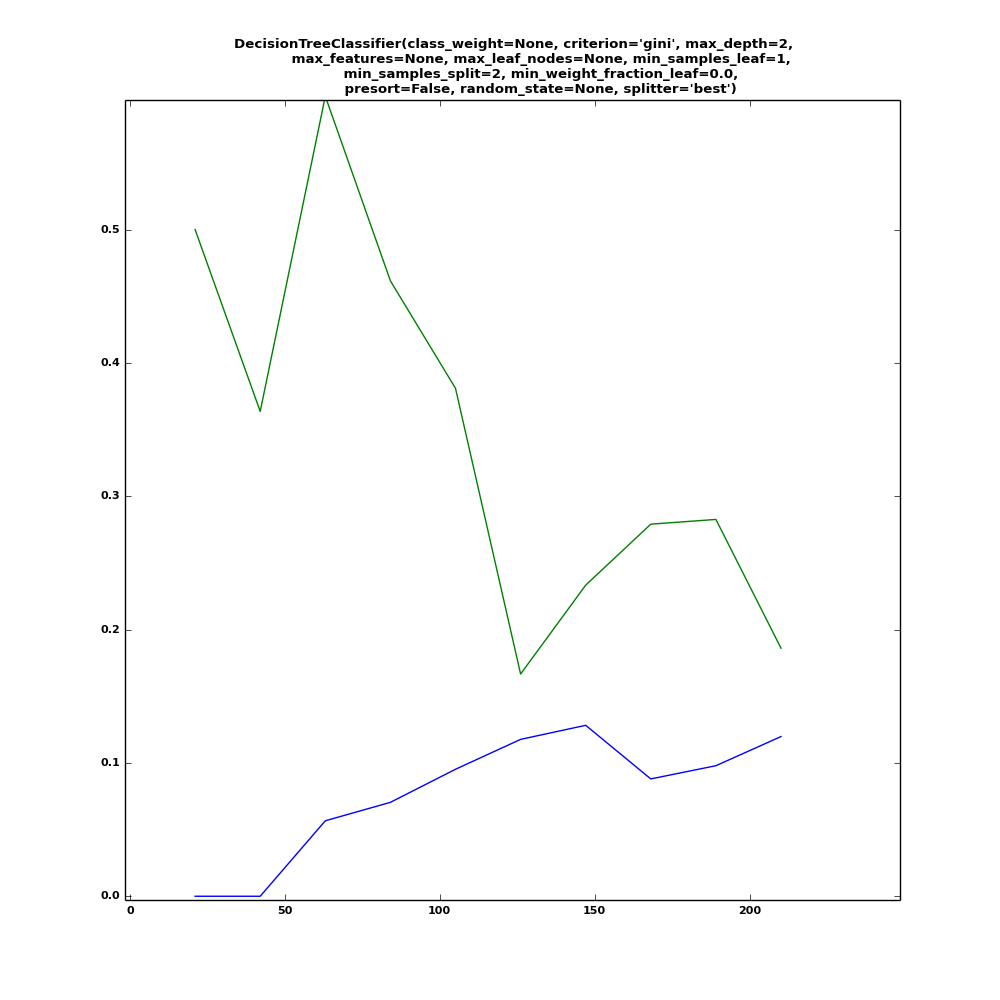 DecisionTreeClassifier(class_weight=None, criterion='gini', max_depth=2,
max_features=None, max_leaf_nodes=None, min_samples_leaf=1,
min_samples_split=2, min_weight_fraction_leaf=0.0,
presort=False, random_state=None, splitter='best')
0.5
0.4
0.3
0.2
0.1
0.0
0 50 100 150 200